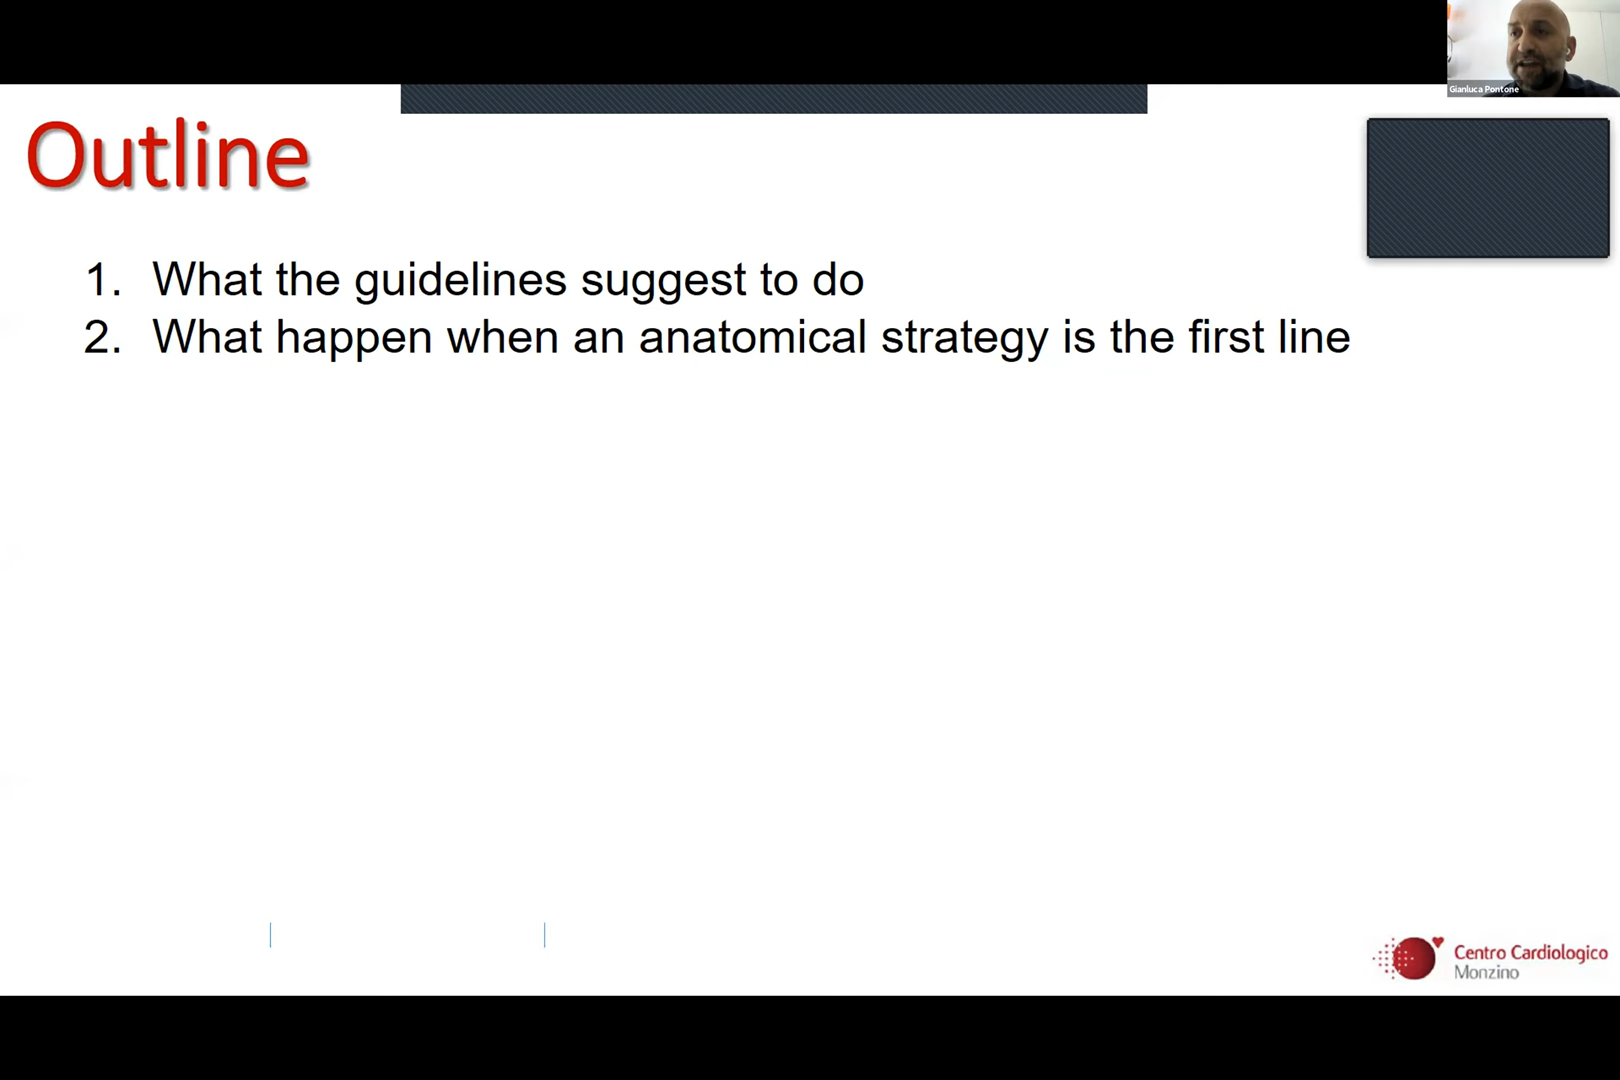 Gianluca Pontone
Outline
1. What the guidelines suggest to do
2. What happen when an anatomical strategy is the first line
Centro Cardiologico
Monzino